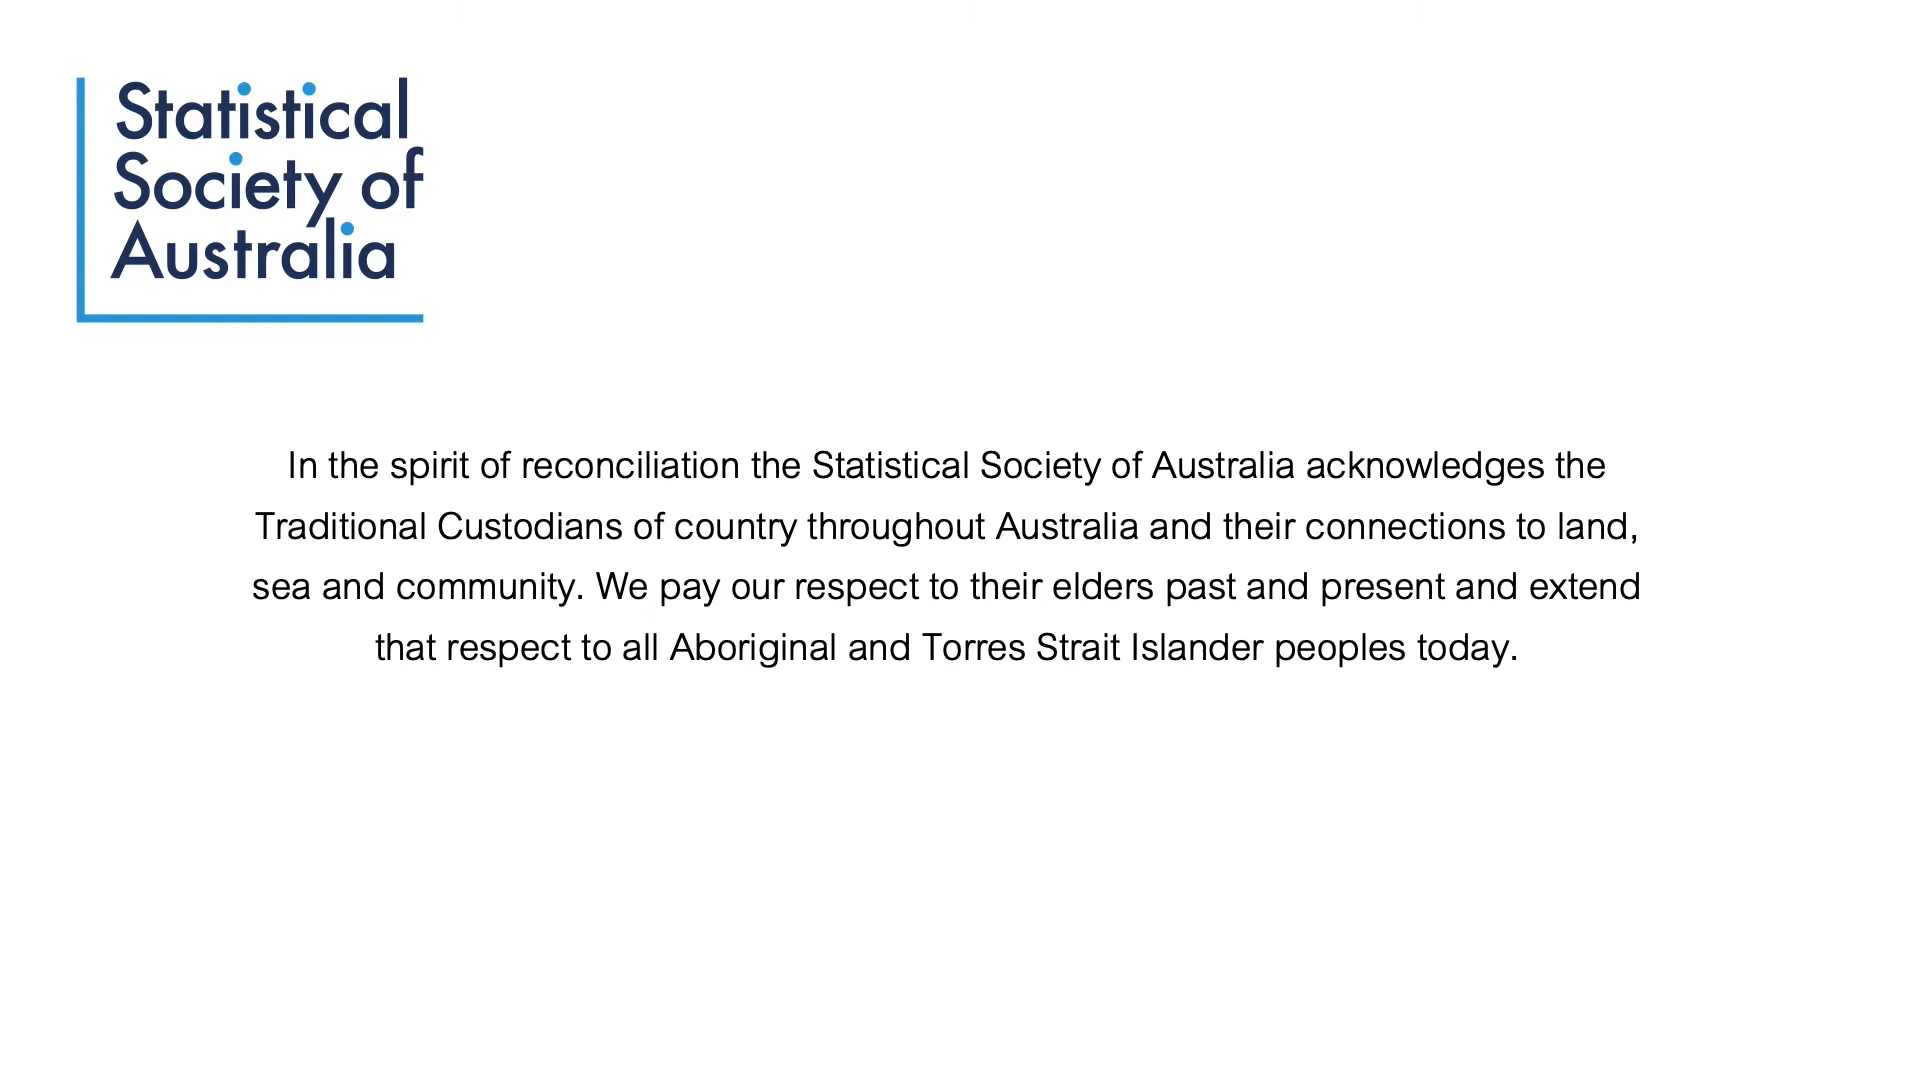 Statistical
Society of
Australia
In the spirit of reconciliation the Statistical Society of Australia acknowledges the
Traditional Custodians of country throughout Australia and their connections to land,
sea and community. We pay our respect to their elders past and present and extend
that respect to all Aboriginal and Torres Strait Islander peoples today.